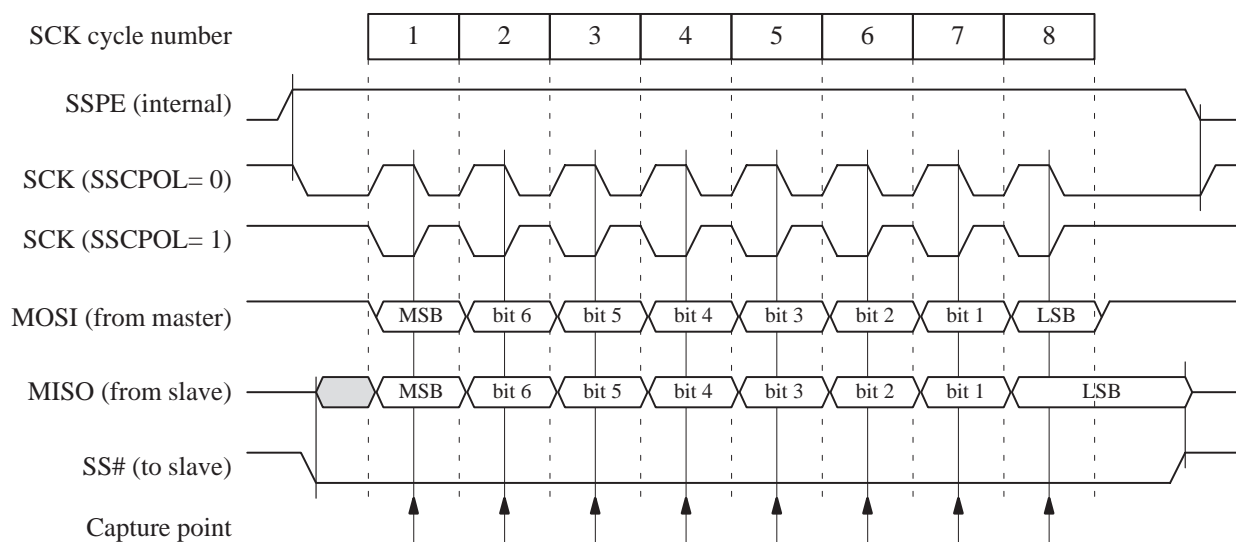 SCK cycle number 1 2 3 4 5 6 7 8
SSPE (internal)
SCK (SSCPOL= 0)
SCK (SSCPOL= 1)
MOSI (from master) MSB bit 6 bit 5 bit 4 bit 3 bit 2 bit 1 LSB
MISO (from slave) MSB bit 6 bit 5 bit 4 bit 3 bit 2 bit 1 LSB
SS# (to slave)
Capture point